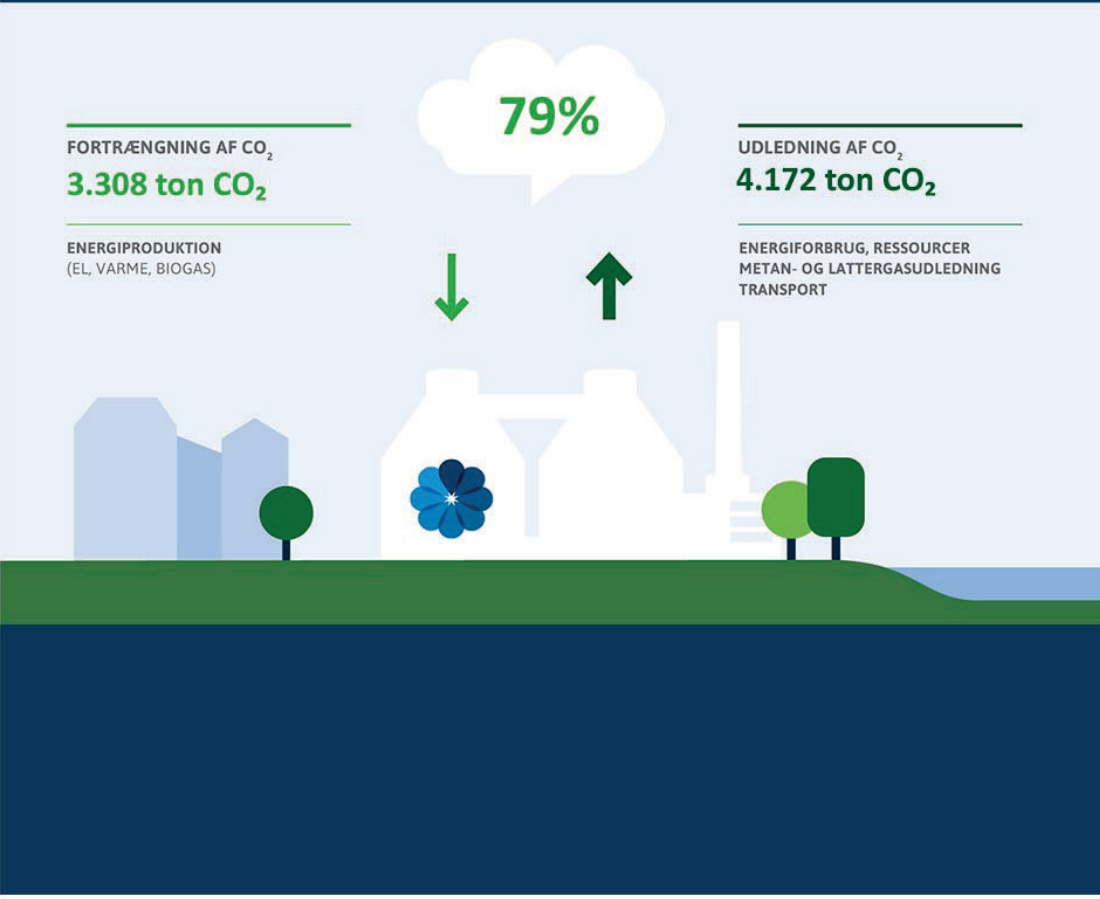 79%
FORTRÆNGNING AF CO₂
3.308 ton CO₂
ENERGIPRODUKTION
(EL, VARME, BIOGAS)
UDLEDNING AF CO₂
4.172 ton CO₂
ENERGIFORBRUG, RESSOURCER
METAN- OG LATTERGASUDLEDNING
TRANSPORT